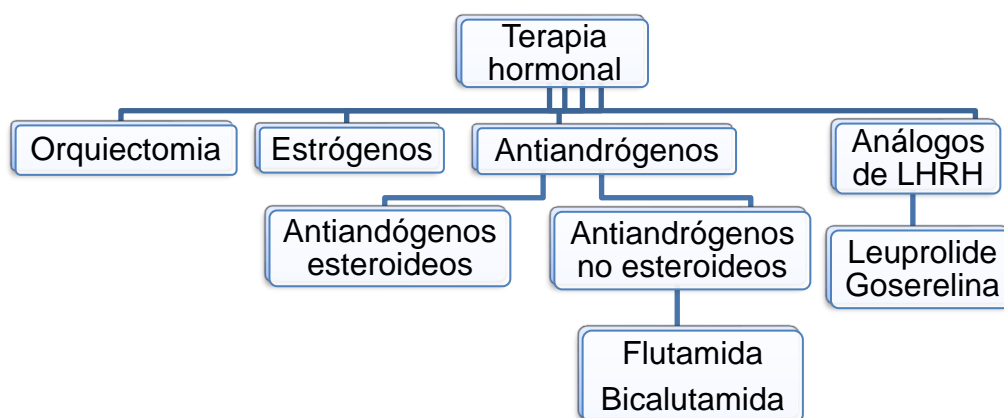 Terapia
hormonal
Orquiectomia
Estrógenos
Antiandrógenos
Análogos
de LHRH
Antiandógenos
esteroideos
Antiandrógenos
no esteroideos
Leuprolide
Goserelina
Flutamida
Bicalutamida